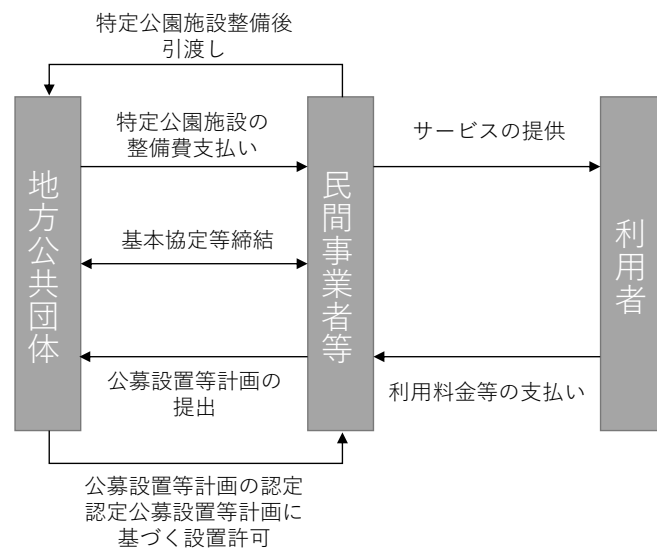 特定公園施設整備後
引渡し
特定公園施設の
整備費支払い
サービスの提供
地方公共団体
民間事業者等
利用者
基本協定等締結
公募設置等計画の
提出
利用料金等の支払い
公募設置等計画の認定
認定公募設置等計画に
基づく設置許可